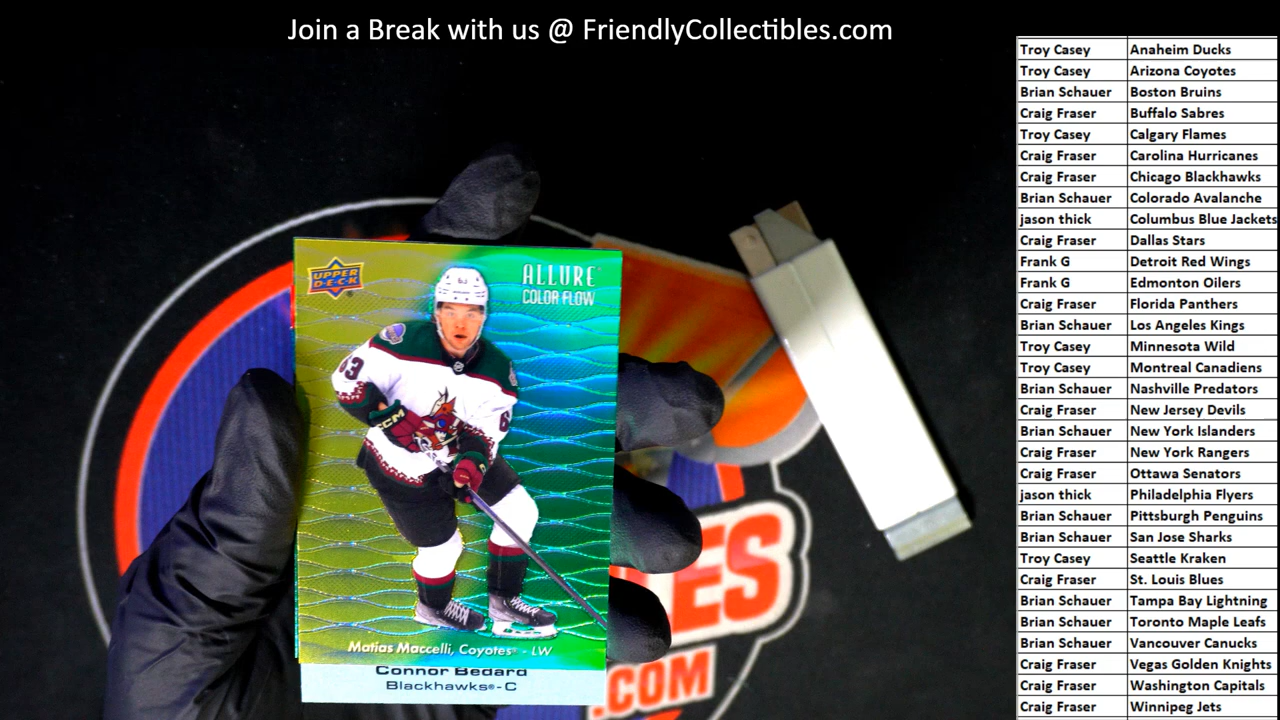 Join a Break with us @ FriendlyCollectibles.com
Troy Casey Anaheim Ducks
Troy Casey Arizona Coyotes
Brian Schauer Boston Bruins
Craig Fraser Buffalo Sabres
Troy Casey Calgary Flames
Craig Fraser Carolina Hurricanes
Craig Fraser Chicago Blackhawks
Brian Schauer Colorado Avalanche
jason thick Columbus Blue Jackets
Craig Fraser Dallas Stars
Frank G Detroit Red Wings
Frank G Edmonton Oilers
Craig Fraser Florida Panthers
Brian Schauer Los Angeles Kings
Troy Casey Minnesota Wild
Troy Casey Montreal Canadiens
Brian Schauer Nashville Predators
Craig Fraser New Jersey Devils
Brian Schauer New York Islanders
Craig Fraser New York Rangers
Craig Fraser Ottawa Senators
jason thick Philadelphia Flyers
Brian Schauer Pittsburgh Penguins
Brian Schauer San Jose Sharks
Troy Casey Seattle Kraken
Craig Fraser St. Louis Blues
Brian Schauer Tampa Bay Lightning
Brian Schauer Toronto Maple Leafs
Brian Schauer Vancouver Canucks
Craig Fraser Vegas Golden Knights
Craig Fraser Washington Capitals
Craig Fraser Winnipeg Jets
UPPER DECK
ALLURE
COLOR FLOW
63
63
6
CCM
Matias Maccelli, Coyotes® - LW
Connor Bedard
Blackhawks® - C
.COM